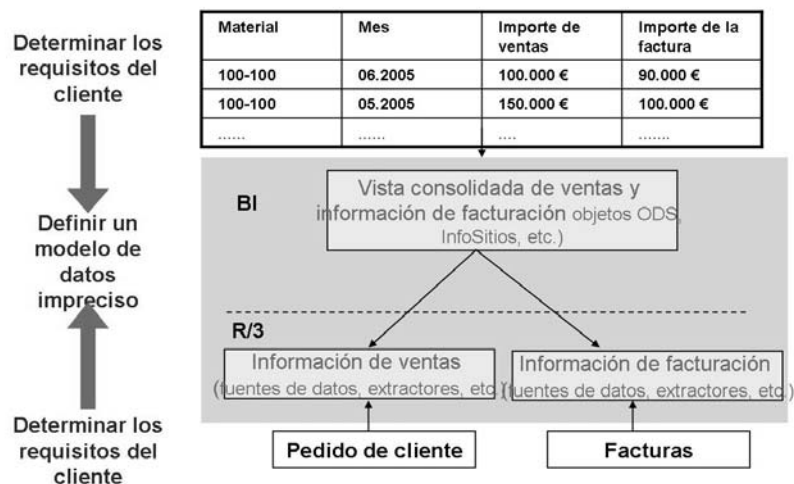 Determinar los
requisitos del
cliente
Definir un
modelo de
datos
impreciso
Determinar los
requisitos del
cliente
Material Mes Importe de ventas Importe de la factura
100-100 06.2005 100.000 € 90.000 €
100-100 05.2005 150.000 € 100.000 €
...... ...... .... .......
BI
Vista consolidada de ventas y
información de facturación objetos ODS,
InfoSitios, etc.)
R/3
Información de ventas
(fuentes de datos, extractores, etc.)
Información de facturación
(fuentes de datos, extractores, etc.)
Pedido de cliente
Facturas